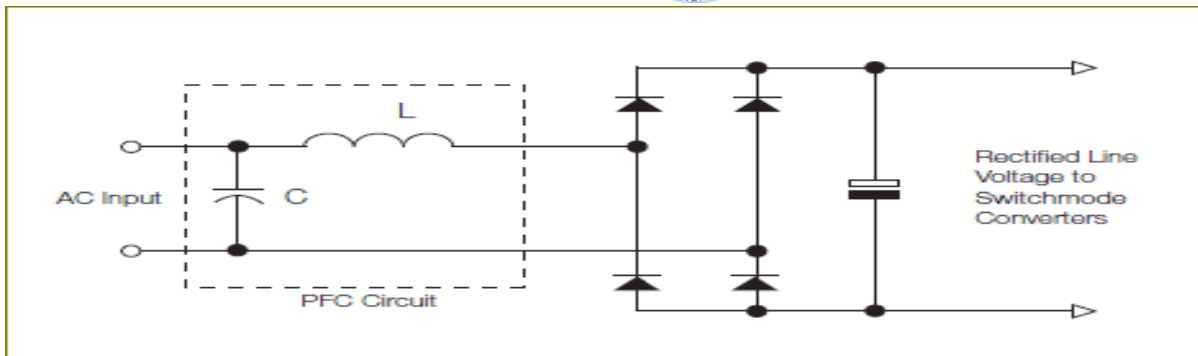 L
AC Input
C
PFC Circuit
Rectified Line
Voltage to
Switchmode
Converters